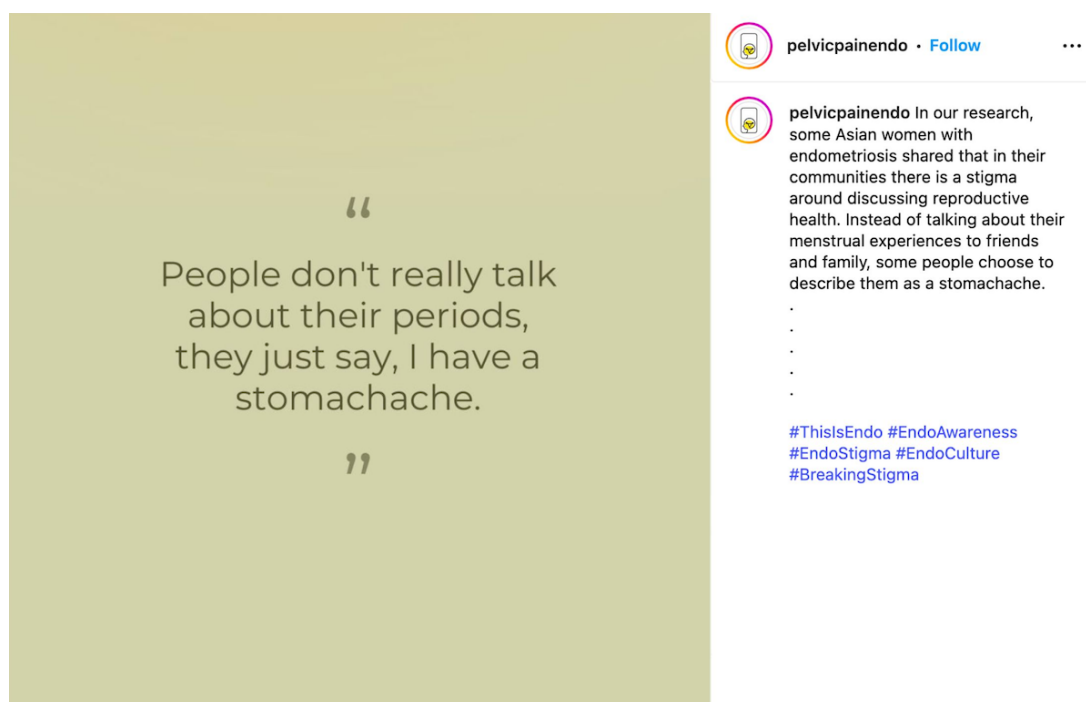 “
People don't really talk
about their periods,
they just say, I have a
stomachache.
”
pelvicpainendo • Follow
pelvicpainendo In our research,
some Asian women with
endometriosis shared that in their
communities there is a stigma
around discussing reproductive
health. Instead of talking about their
menstrual experiences to friends
and family, some people choose to
describe them as a stomachache.
.
.
.
.
.
#ThisIsEndo #EndoAwareness
#EndoStigma #EndoCulture
#BreakingStigma